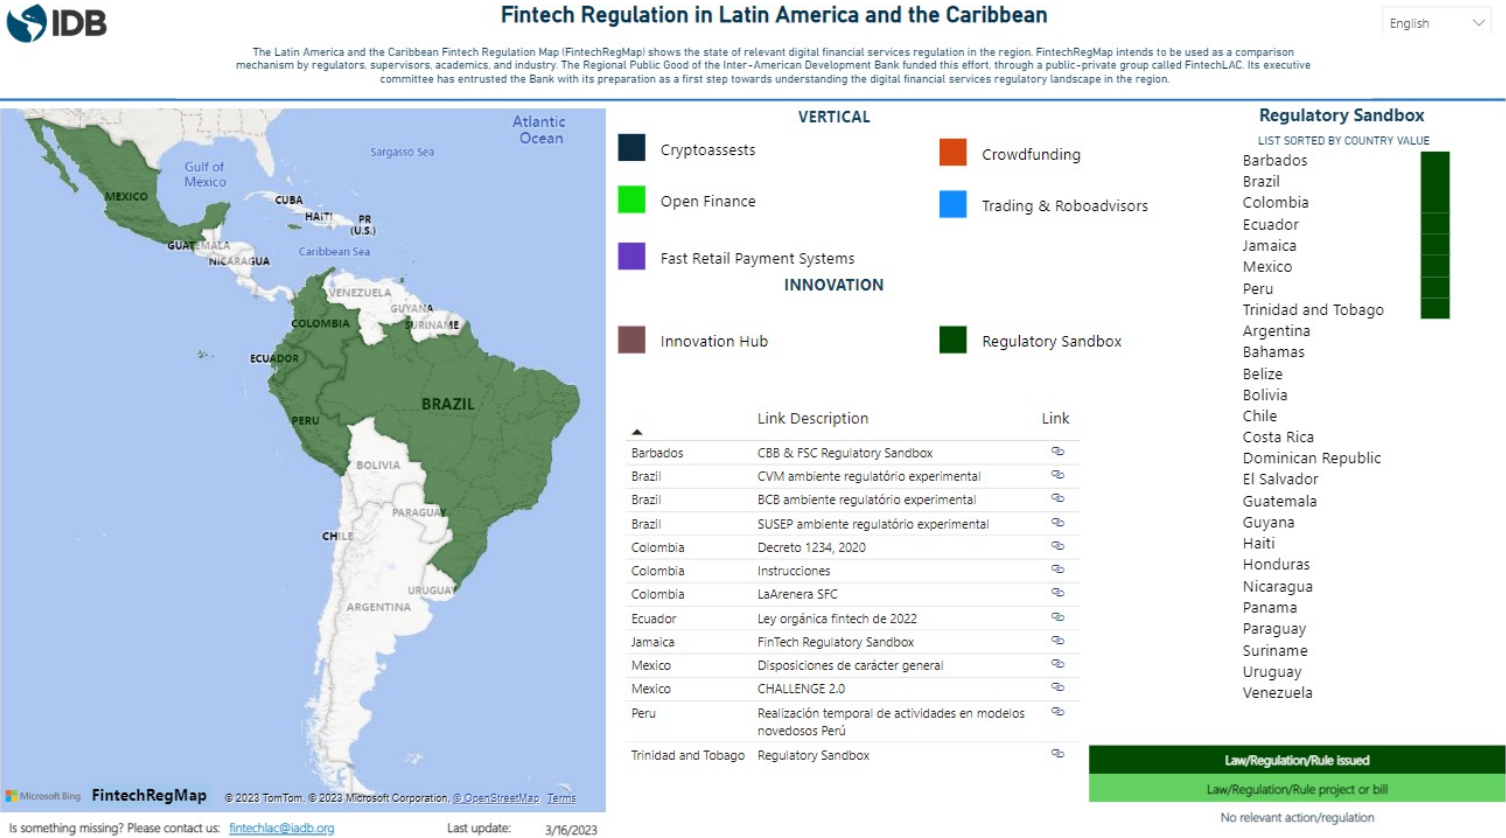 IDB
Fintech Regulation in Latin America and the Caribbean
English
The Latin America and the Caribbean Fintech Regulation Map (FintechRegMap) shows the state of relevant digital financial services regulation in the region. FintechRegMap intends to be used as a comparison
mechanism by regulators, supervisors, academics, and industry. The Regional Public Good of the Inter-American Development Bank funded this effort, through a public-private group called FintechLAC. Its executive
committee has entrusted the Bank with its preparation as a first step towards understanding the digital financial services regulatory landscape in the region.
Atlantic
Ocean
Sargasso Sea
Gulf of
Mexico
MEXICO
CUBA
HAITI
PR
(U.S.)
GUATEMALA
Caribbean Sea
NICARAGUA
VENEZUELA
GUYANA
COLOMBIA
SURINAME
ECUADOR
BRAZIL
PERU
BOLIVIA
PARAGUAY
CHILE
URUGUAY
ARGENTINA
Microsoft Bing
FintechRegMap
© 2023 TomTom, © 2023 Microsoft Corporation, © OpenStreetMap Terms
VERTICAL
Cryptoassests
Crowdfunding
Open Finance
Trading & Roboadvisors
Fast Retail Payment Systems
INNOVATION
Innovation Hub
Regulatory Sandbox
Link Description Link
Barbados CBB & FSC Regulatory Sandbox
Brazil CVM ambiente regulatório experimental
Brazil BCB ambiente regulatório experimental
Brazil SUSEP ambiente regulatório experimental
Colombia Decreto 1234, 2020
Colombia Instrucciones
Colombia LaArenera SFC
Ecuador Ley orgánica fintech de 2022
Jamaica FinTech Regulatory Sandbox
Mexico Disposiciones de carácter general
Mexico CHALLENGE 2.0
Peru Realización temporal de actividades en modelos
novedosos Perú
Trinidad and Tobago Regulatory Sandbox
Regulatory Sandbox
LIST SORTED BY COUNTRY VALUE
Barbados
Brazil
Colombia
Ecuador
Jamaica
Mexico
Peru
Trinidad and Tobago
Argentina
Bahamas
Belize
Bolivia
Chile
Costa Rica
Dominican Republic
El Salvador
Guatemala
Guyana
Haiti
Honduras
Nicaragua
Panama
Paraguay
Suriname
Uruguay
Venezuela
Law/Regulation/Rule issued
Law/Regulation/Rule project or bill
No relevant action/regulation
Is something missing? Please contact us: fintechlac@iadb.org
Last update: 3/16/2023